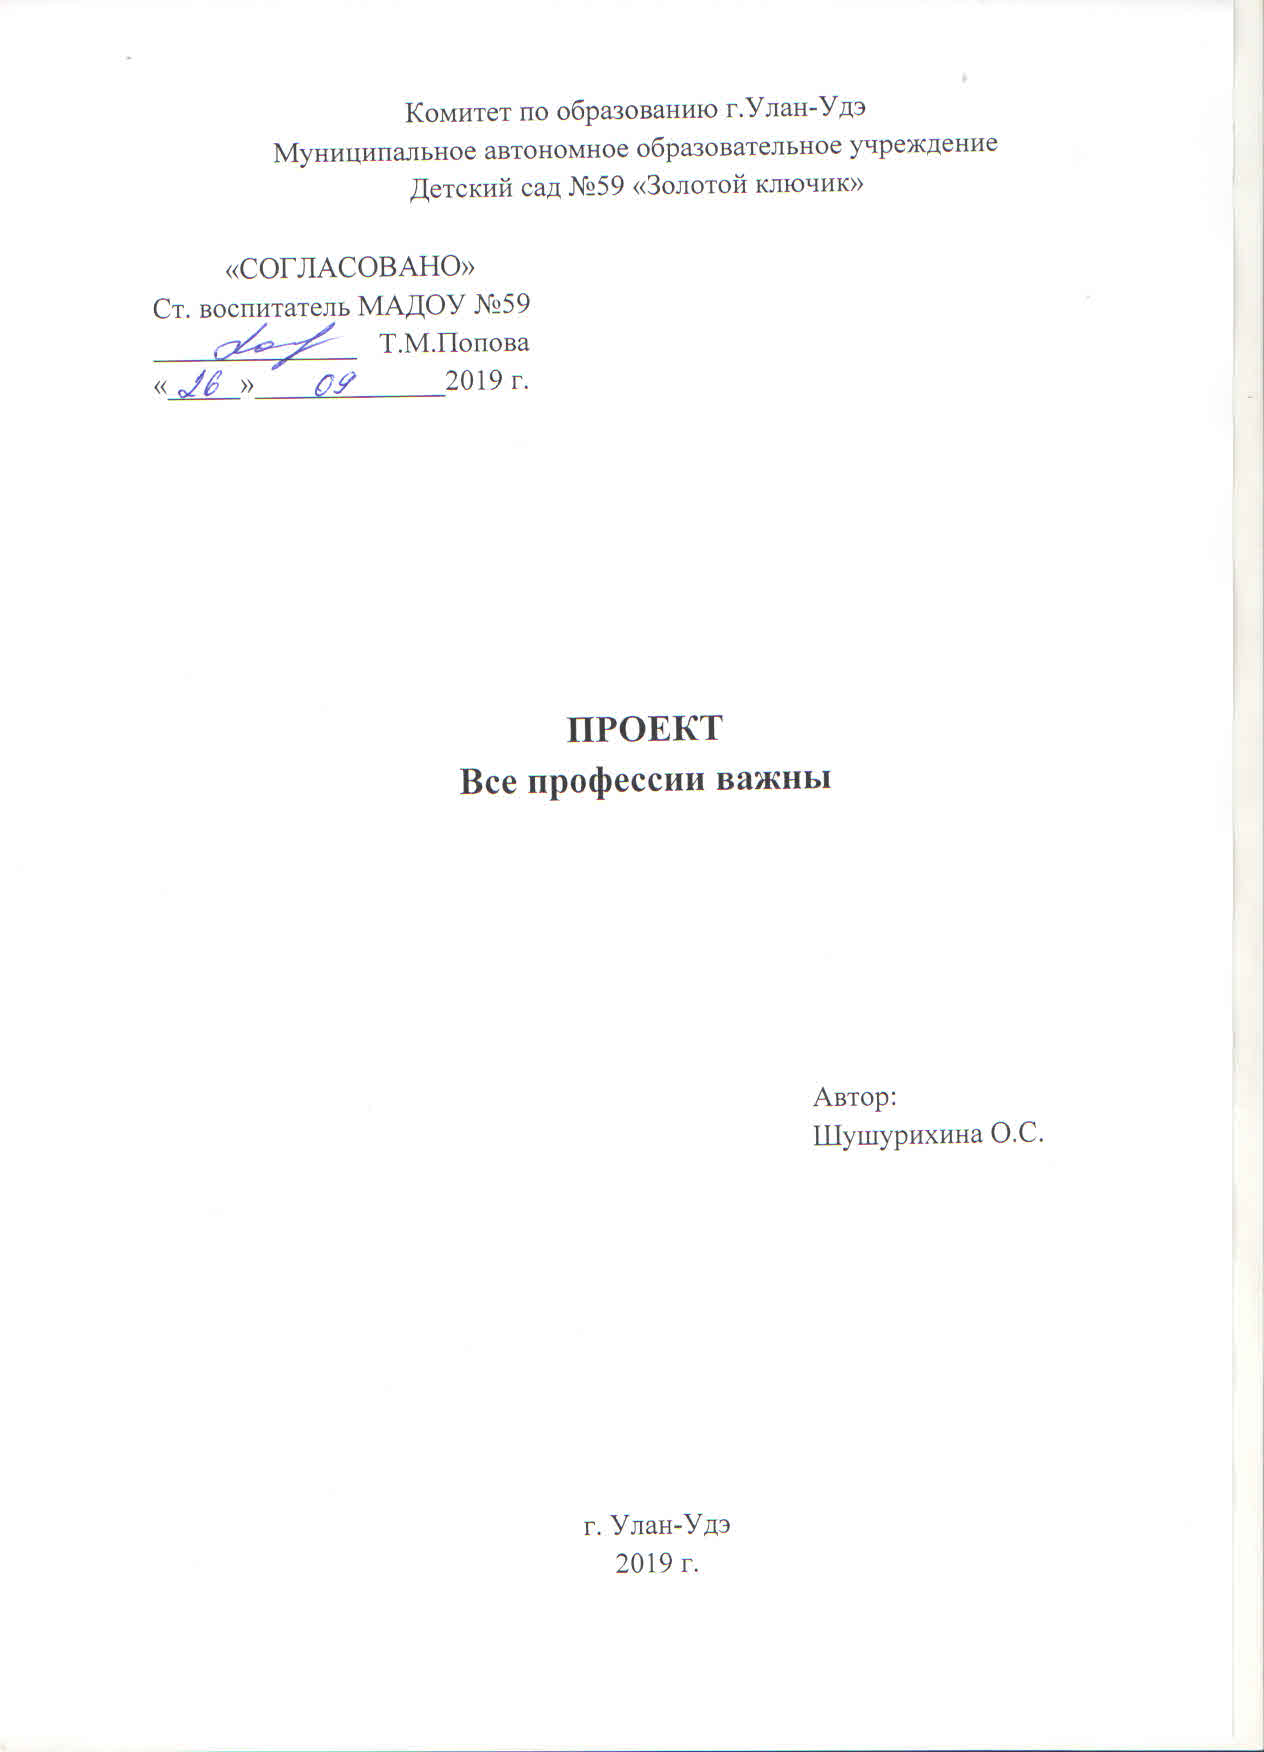 Комитет по образованию г.Улан-Удэ
Муниципальное автономное образовательное учреждение
Детский сад №59 «Золотой ключик»
«СОГЛАСОВАНО»
Ст. воспитатель МАДОУ №59
Т.М.Попова
«26» 09 2019 г.
ПРОЕКТ
Все профессии важны
Автор:
Шушурихина О.С.
г. Улан-Удэ
2019 г.